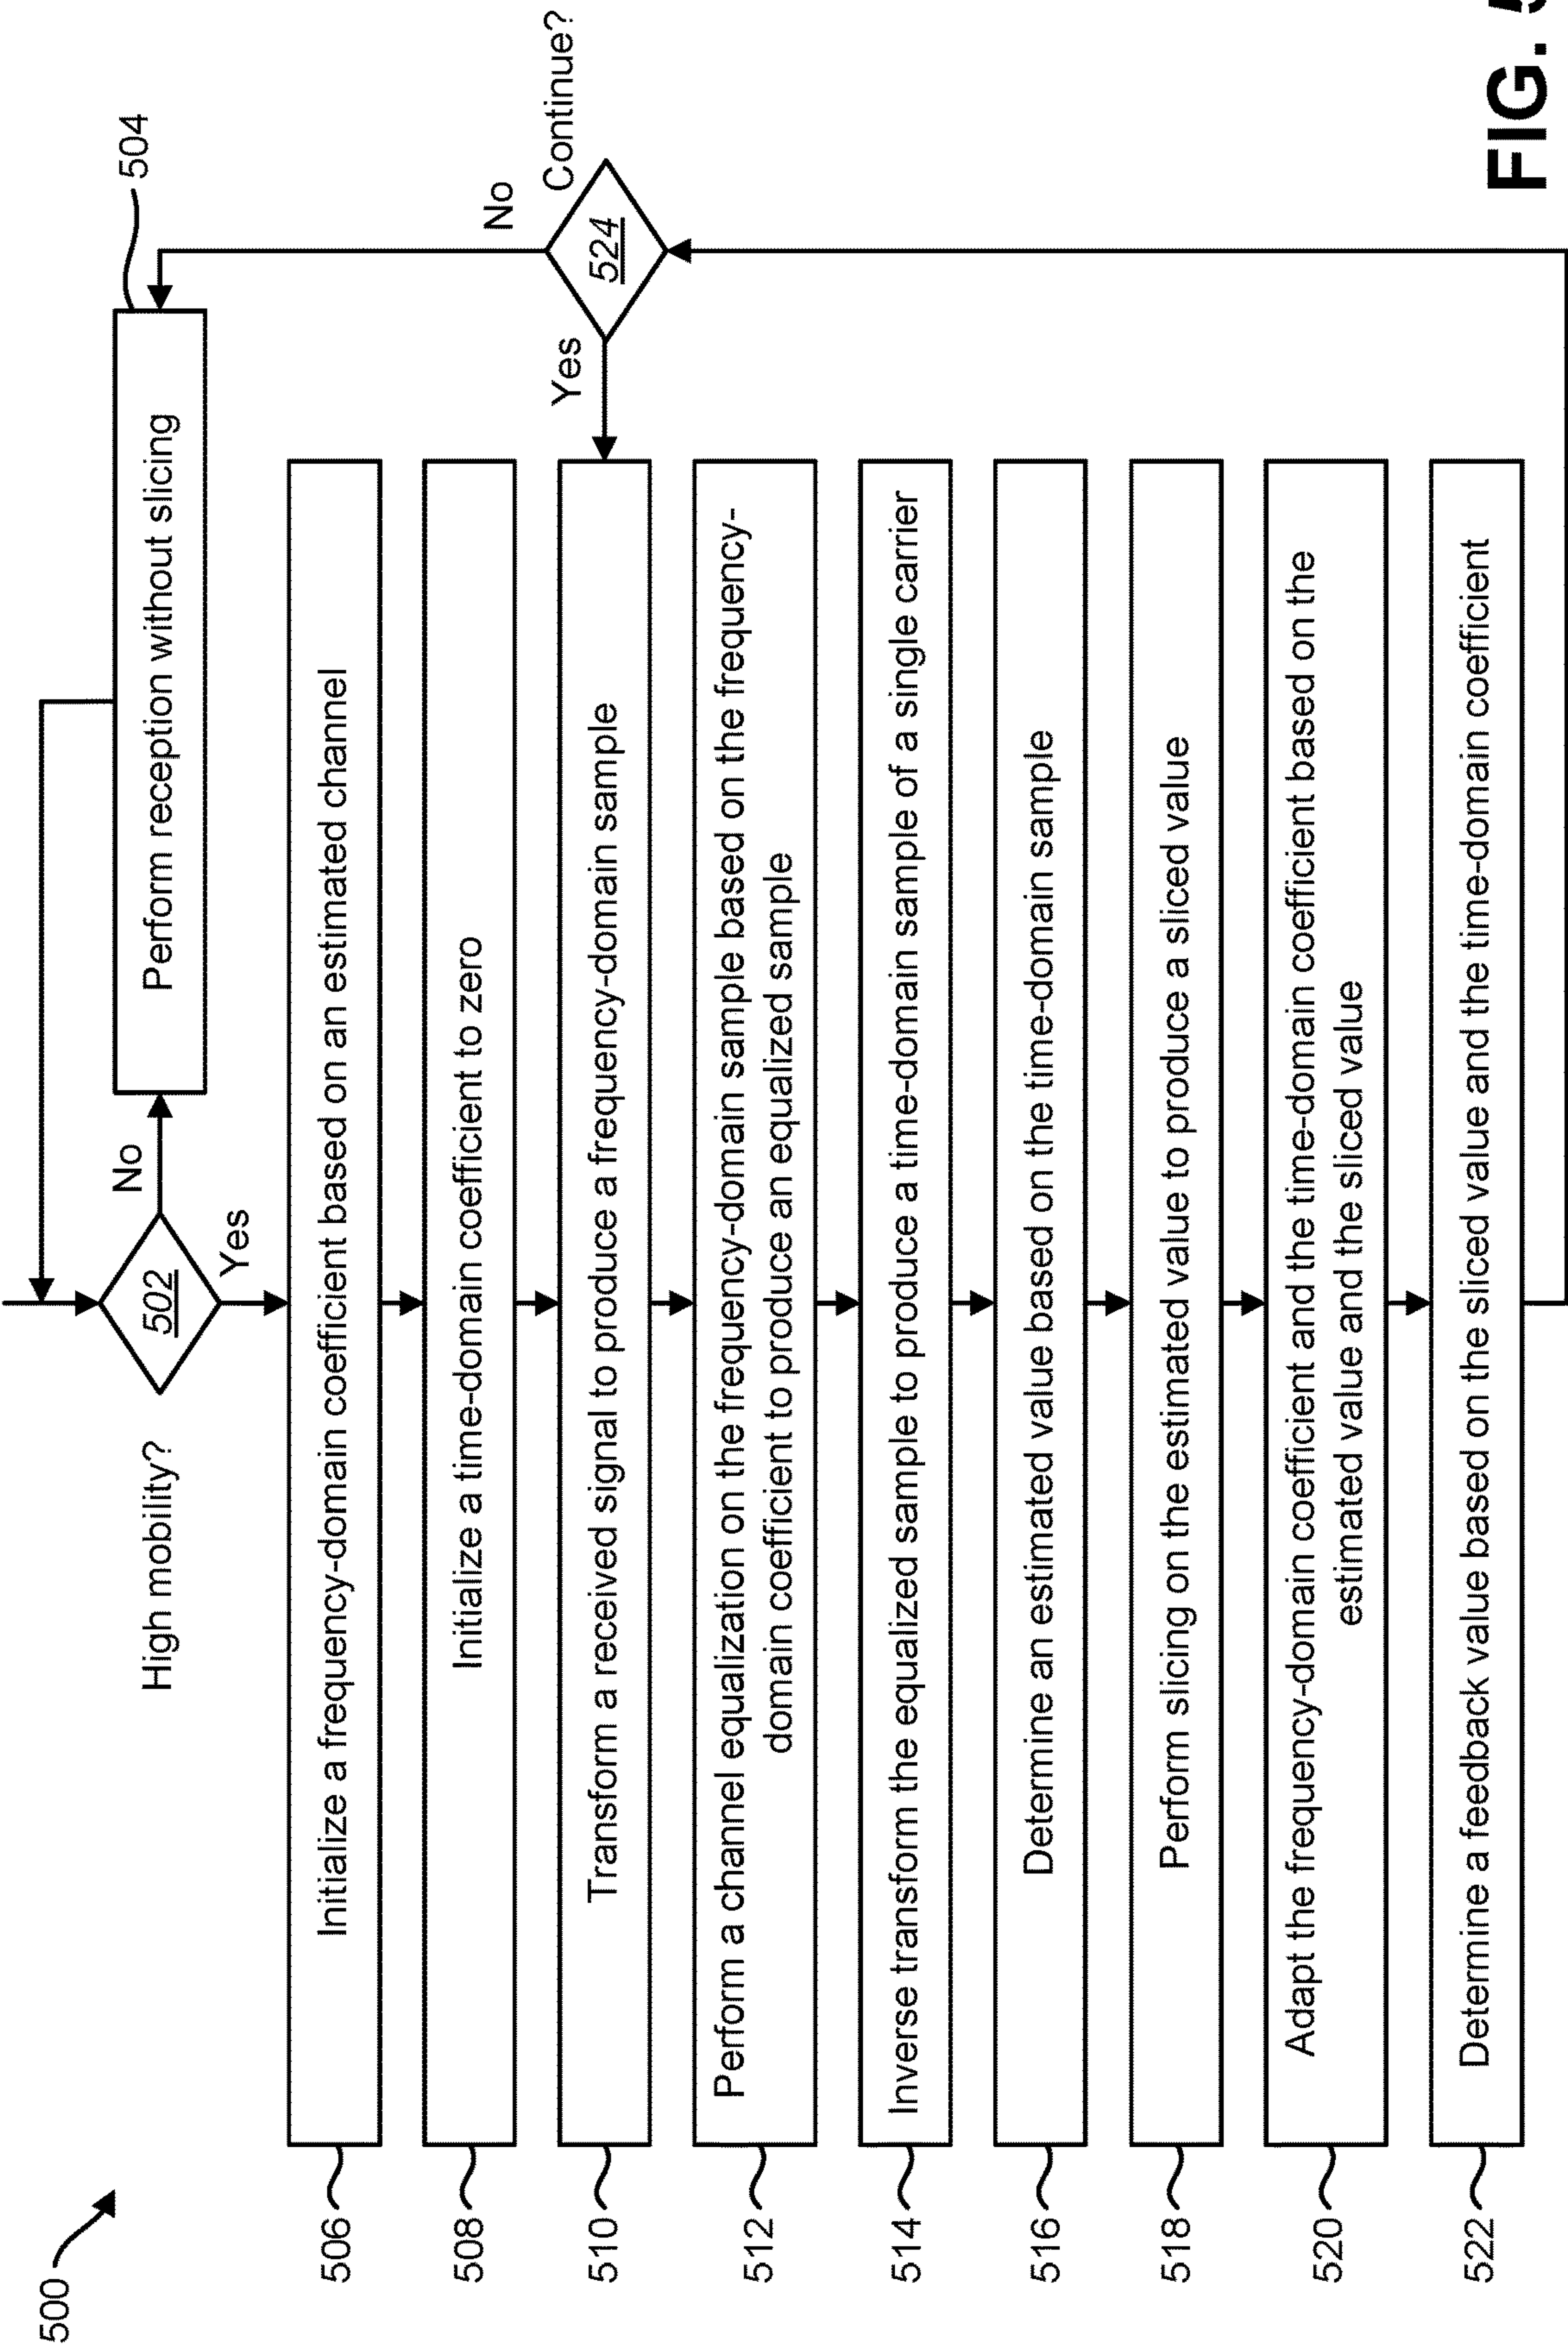 500
High mobility?
502
No
Yes
Perform reception without slicing
504
506
Initialize a frequency-domain coefficient based on an estimated channel
508
Initialize a time-domain coefficient to zero
510
Transform a received signal to produce a frequency-domain sample
Yes
524
No
Continue?
512
Perform a channel equalization on the frequency-domain sample based on the frequency-
domain coefficient to produce an equalized sample
514
Inverse transform the equalized sample to produce a time-domain sample of a single carrier
516
Determine an estimated value based on the time-domain sample
518
Perform slicing on the estimated value to produce a sliced value
520
Adapt the frequency-domain coefficient and the time-domain coefficient based on the
estimated value and the sliced value
522
Determine a feedback value based on the sliced value and the time-domain coefficient
FIG.